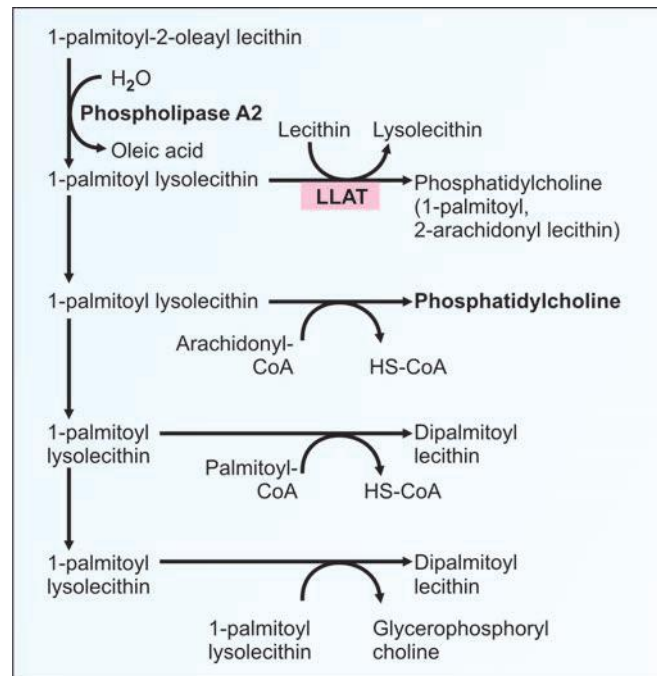 1-palmitoyl-2-oleayl lecithin
H2O
Phospholipase A2
Oleic acid
Lecithin
Lysolecithin
1-palmitoyl lysolecithin
LLAT
Phosphatidylcholine
(1-palmitoyl,
2-arachidonyl lecithin)
1-palmitoyl lysolecithin
Phosphatidylcholine
Arachidonyl-
CoA
HS-CoA
1-palmitoyl
lysolecithin
Dipalmitoyl
lecithin
Palmitoyl-
CoA
HS-CoA
1-palmitoyl
lysolecithin
Dipalmitoyl
lecithin
1-palmitoyl
lysolecithin
Glycerophosphoryl
choline